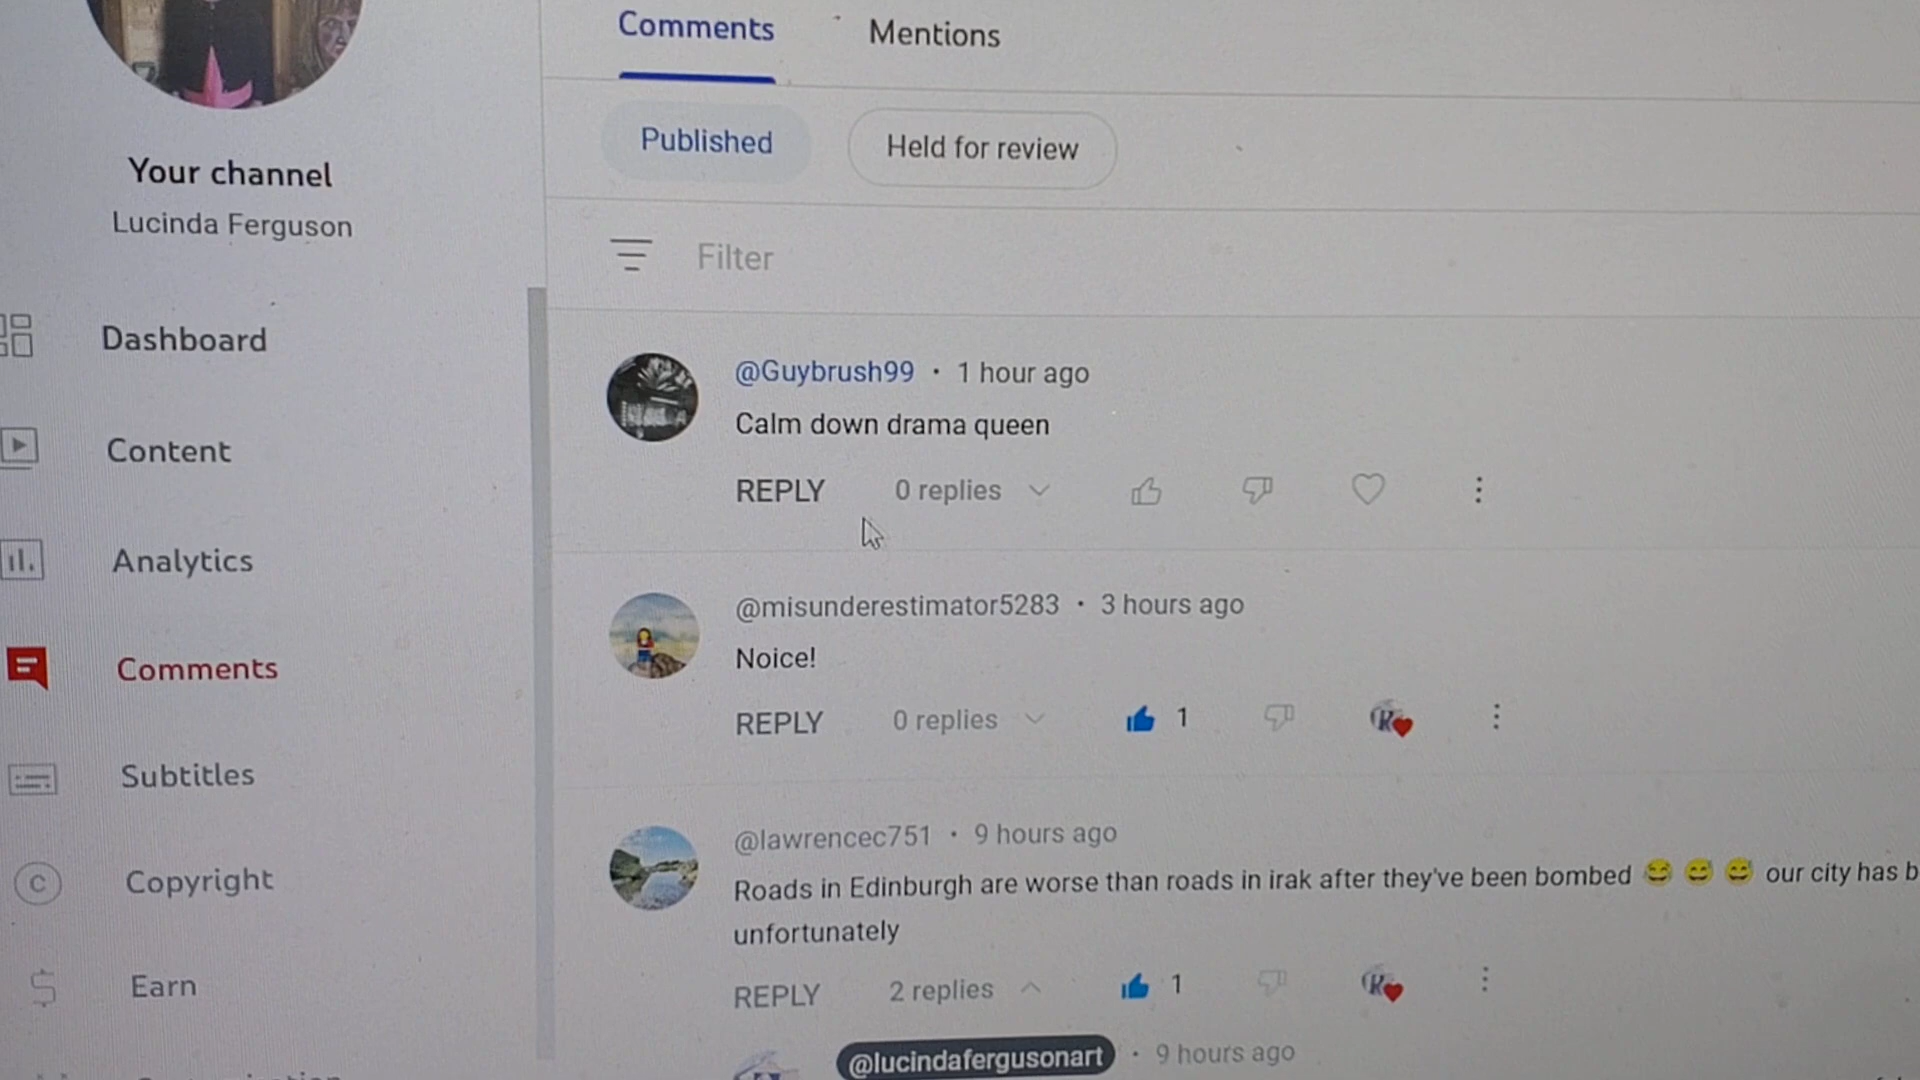 Comments
Mentions
Published
Held for review
Your channel
Lucinda Ferguson
Filter
Dashboard
@Guybrush99 · 1 hour ago
Calm down drama queen
Content
REPLY 0 replies
Analytics
@misunderestimator5283 · 3 hours ago
Noice!
Comments
REPLY 0 replies 1
Subtitles
@lawrencec751 · 9 hours ago
Roads in Edinburgh are worse than roads in irak after they've been bombed 😂 😅 😅 our city has b
unfortunately
Copyright
Earn
REPLY 2 replies 1
@lucindafergusonart · 9 hours ago